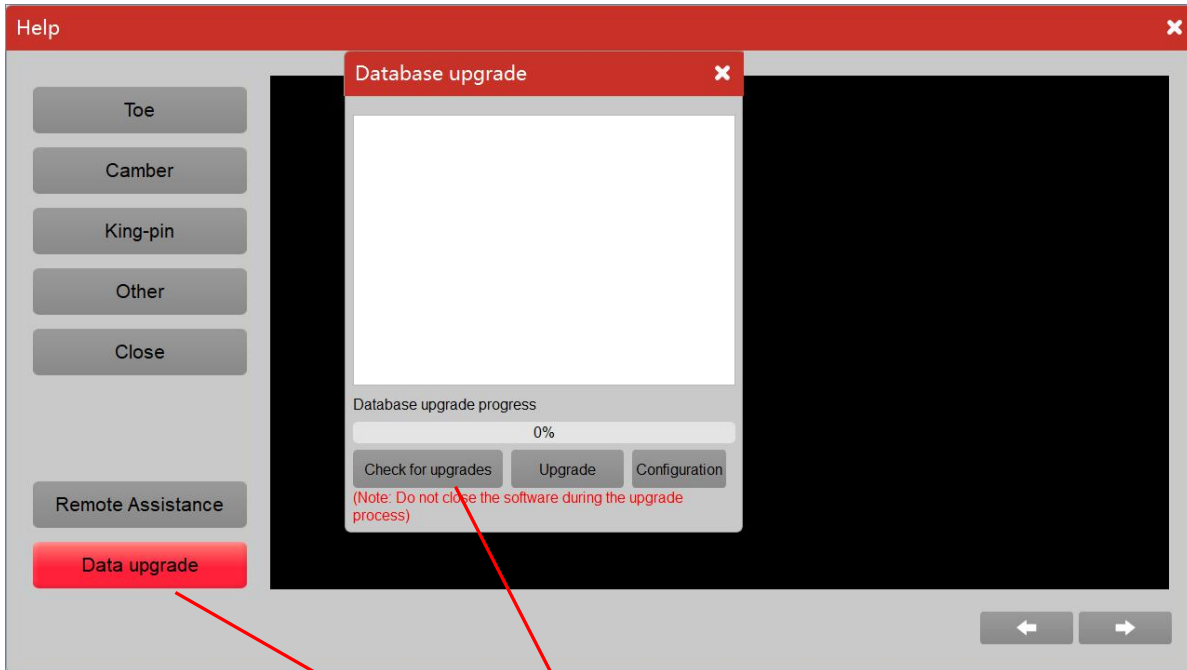 Help
Database upgrade
Toe
Camber
King-pin
Other
Close
Database upgrade progress
0%
Check for upgrades
Upgrade
Configuration
(Note: Do not close the software during the upgrade
process)
Remote Assistance
Data upgrade